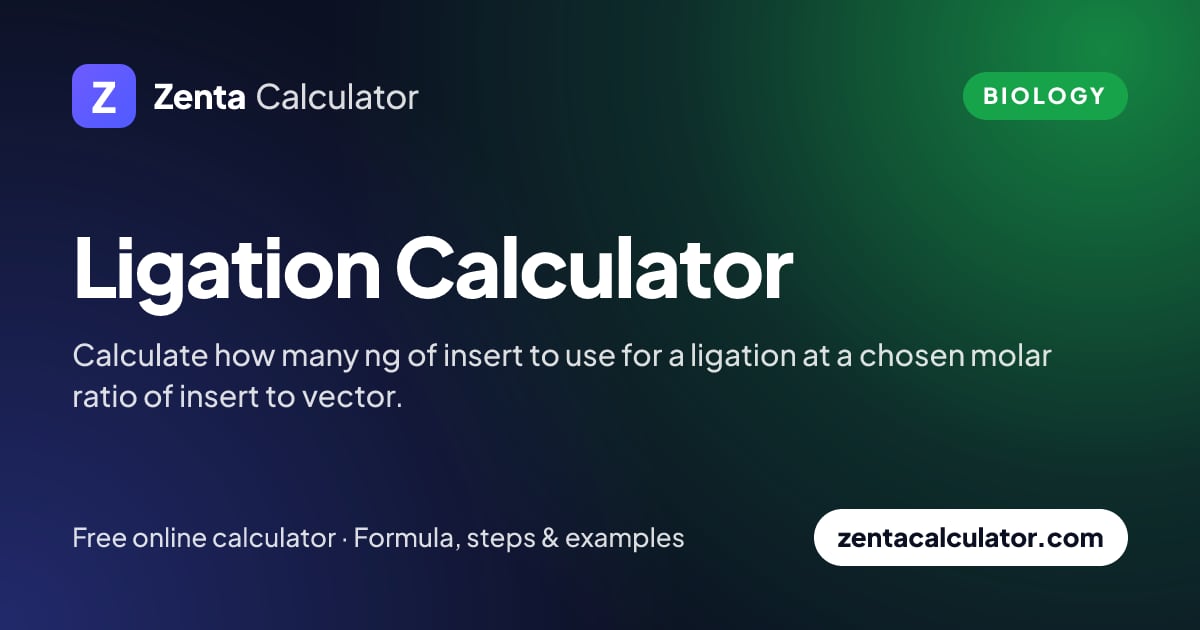 Z
Zenta Calculator
BIOLOGY
Ligation Calculator
Calculate how many ng of insert to use for a ligation at a chosen molar
ratio of insert to vector.
Free online calculator · Formula, steps & examples
zentacalculator.com